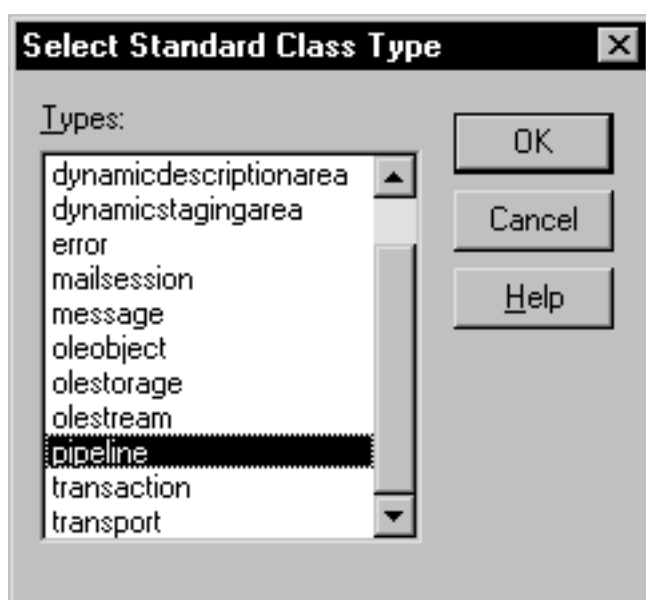 Select Standard Class Type
Types:
dynamicdescriptionarea
dynamicstagingarea
error
mailsession
message
oleobject
olestorage
olestream
pipeline
transaction
transport
OK
Cancel
Help